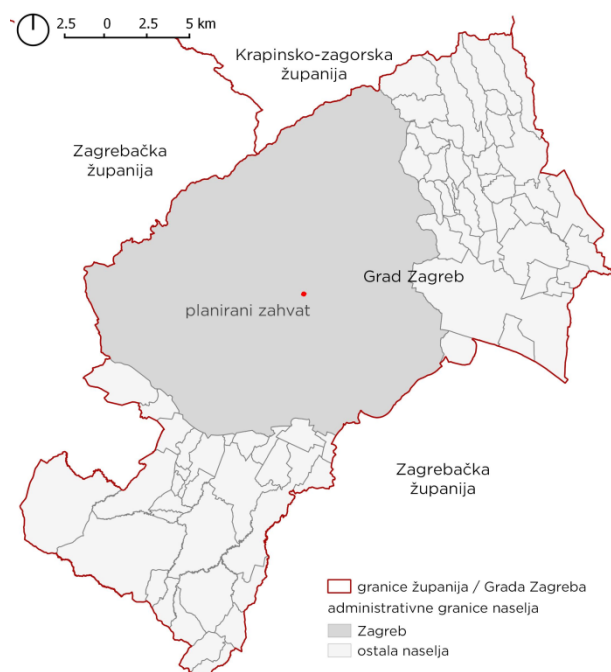 2.5 0 2.5 5 km
Krapinsko-zagorska
županija
Zagrebačka
županija
Grad Zagreb
planirani zahvat
Zagrebačka
županija
granice županija / Grada Zagreba
administrativne granice naselja
Zagreb
ostala naselja